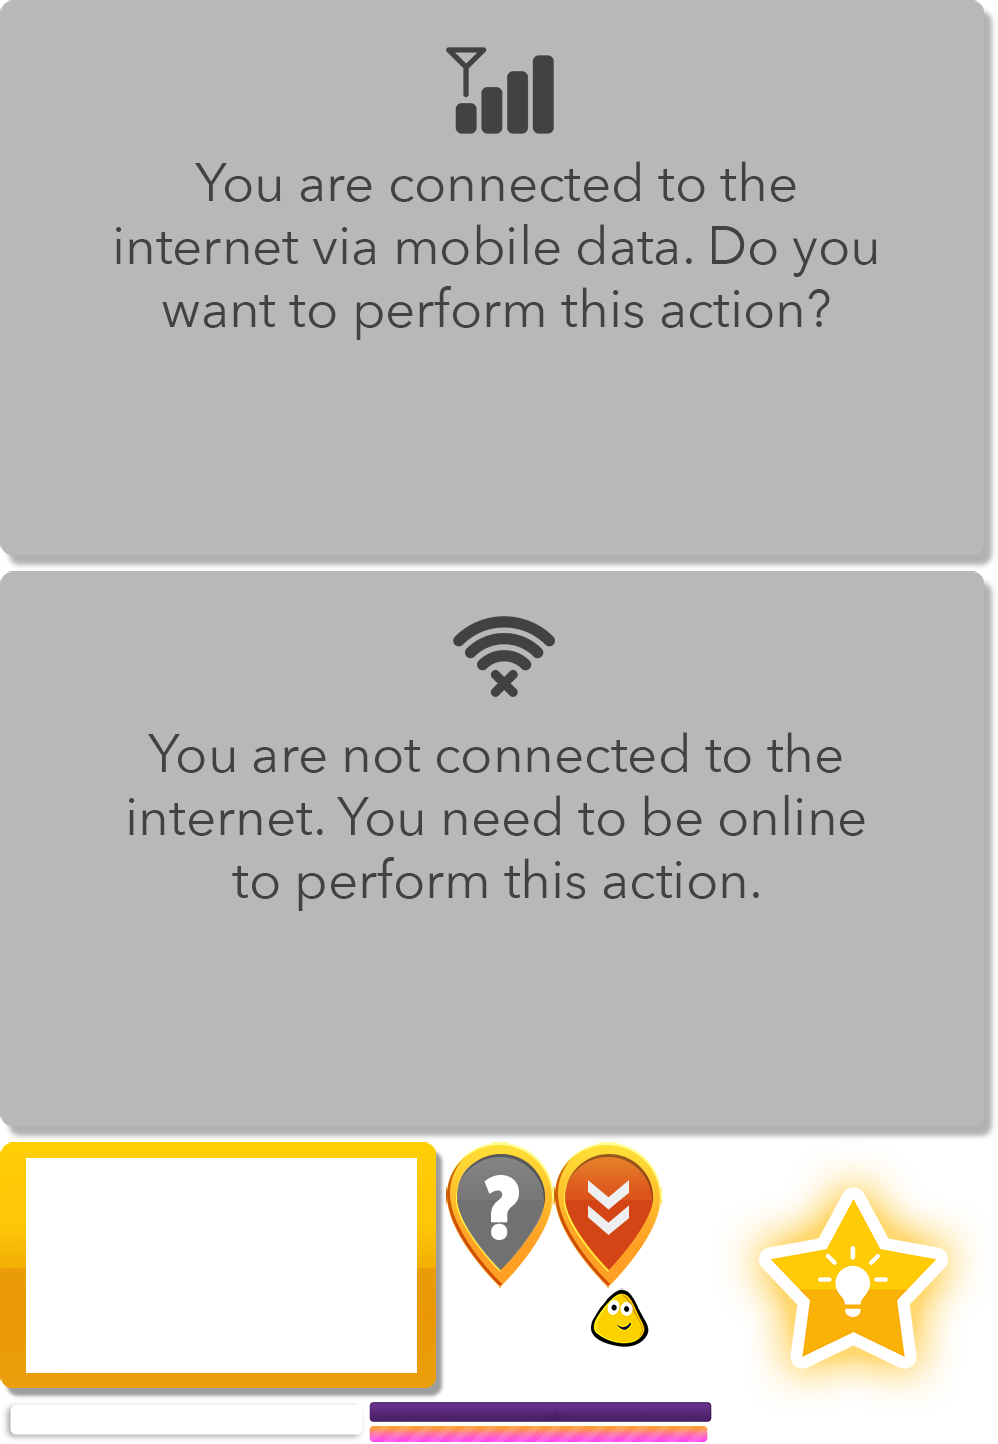 You are connected to the
internet via mobile data. Do you
want to perform this action?
You are not connected to the
internet. You need to be online
to perform this action.
?